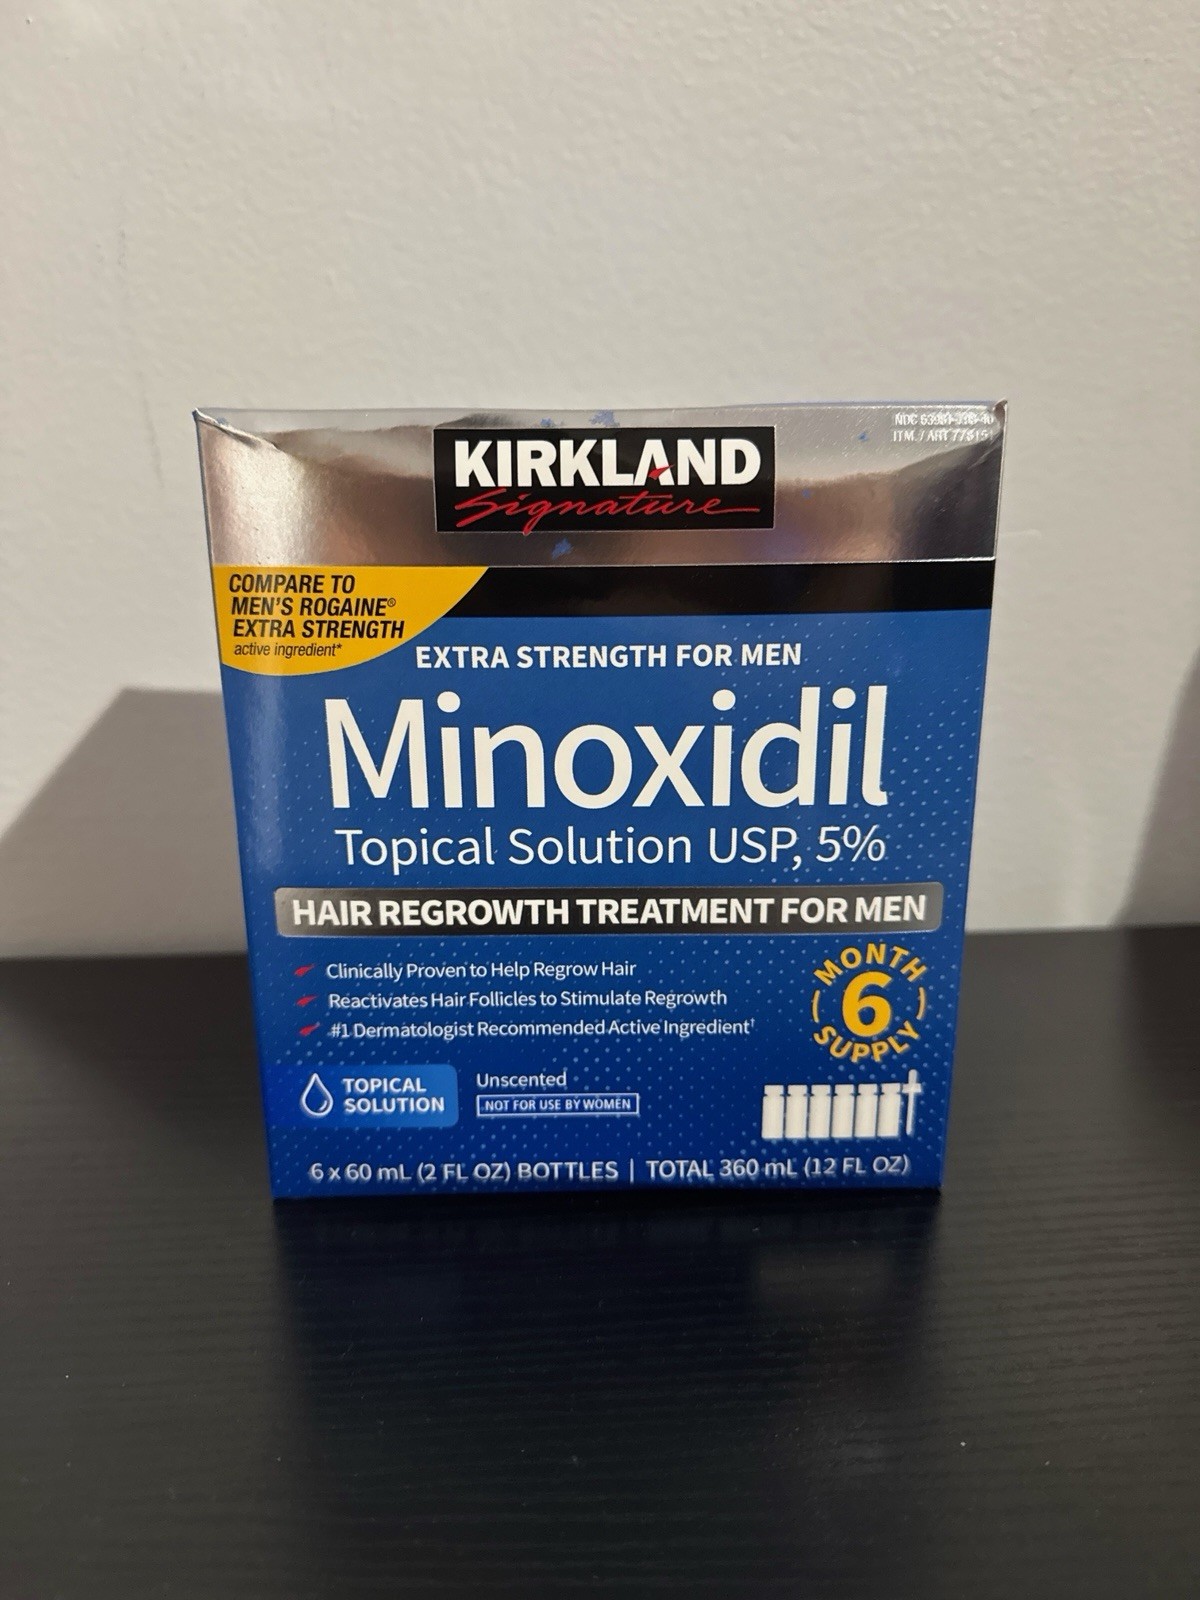 KIRKLAND
Signature
ITM. / ART
COMPARE TO
MEN'S ROGAINE®
EXTRA STRENGTH
active ingredient*
EXTRA STRENGTH FOR MEN
Minoxidil
Topical Solution USP, 5%
HAIR REGROWTH TREATMENT FOR MEN
Clinically Proven to Help Regrow Hair
Reactivates Hair Follicles to Stimulate Regrowth
#1 Dermatologist Recommended Active Ingredient†
MONTH
6
SUPPLY
TOPICAL
SOLUTION
Unscented
NOT FOR USE BY WOMEN
6 x 60 mL (2 FL OZ) BOTTLES | TOTAL 360 mL (12 FL OZ)